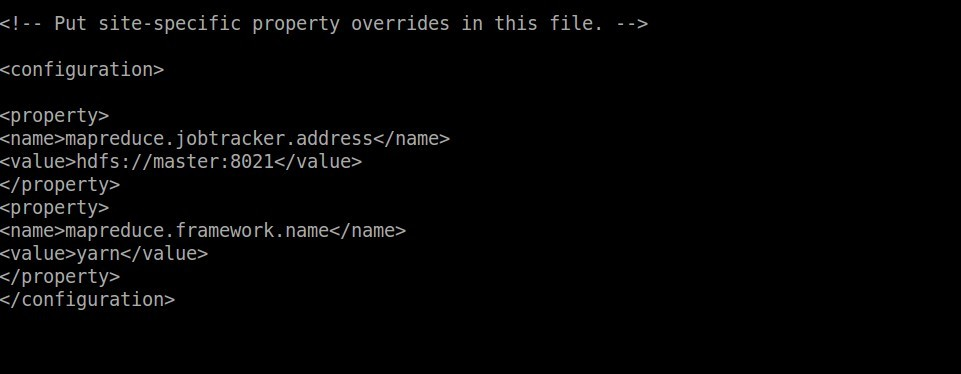 <!-- Put site-specific property overrides in this file. -->
<configuration>
<property>
<name>mapreduce.jobtracker.address</name>
<value>hdfs://master:8021</value>
</property>
<property>
<name>mapreduce.framework.name</name>
<value>yarn</value>
</property>
</configuration>